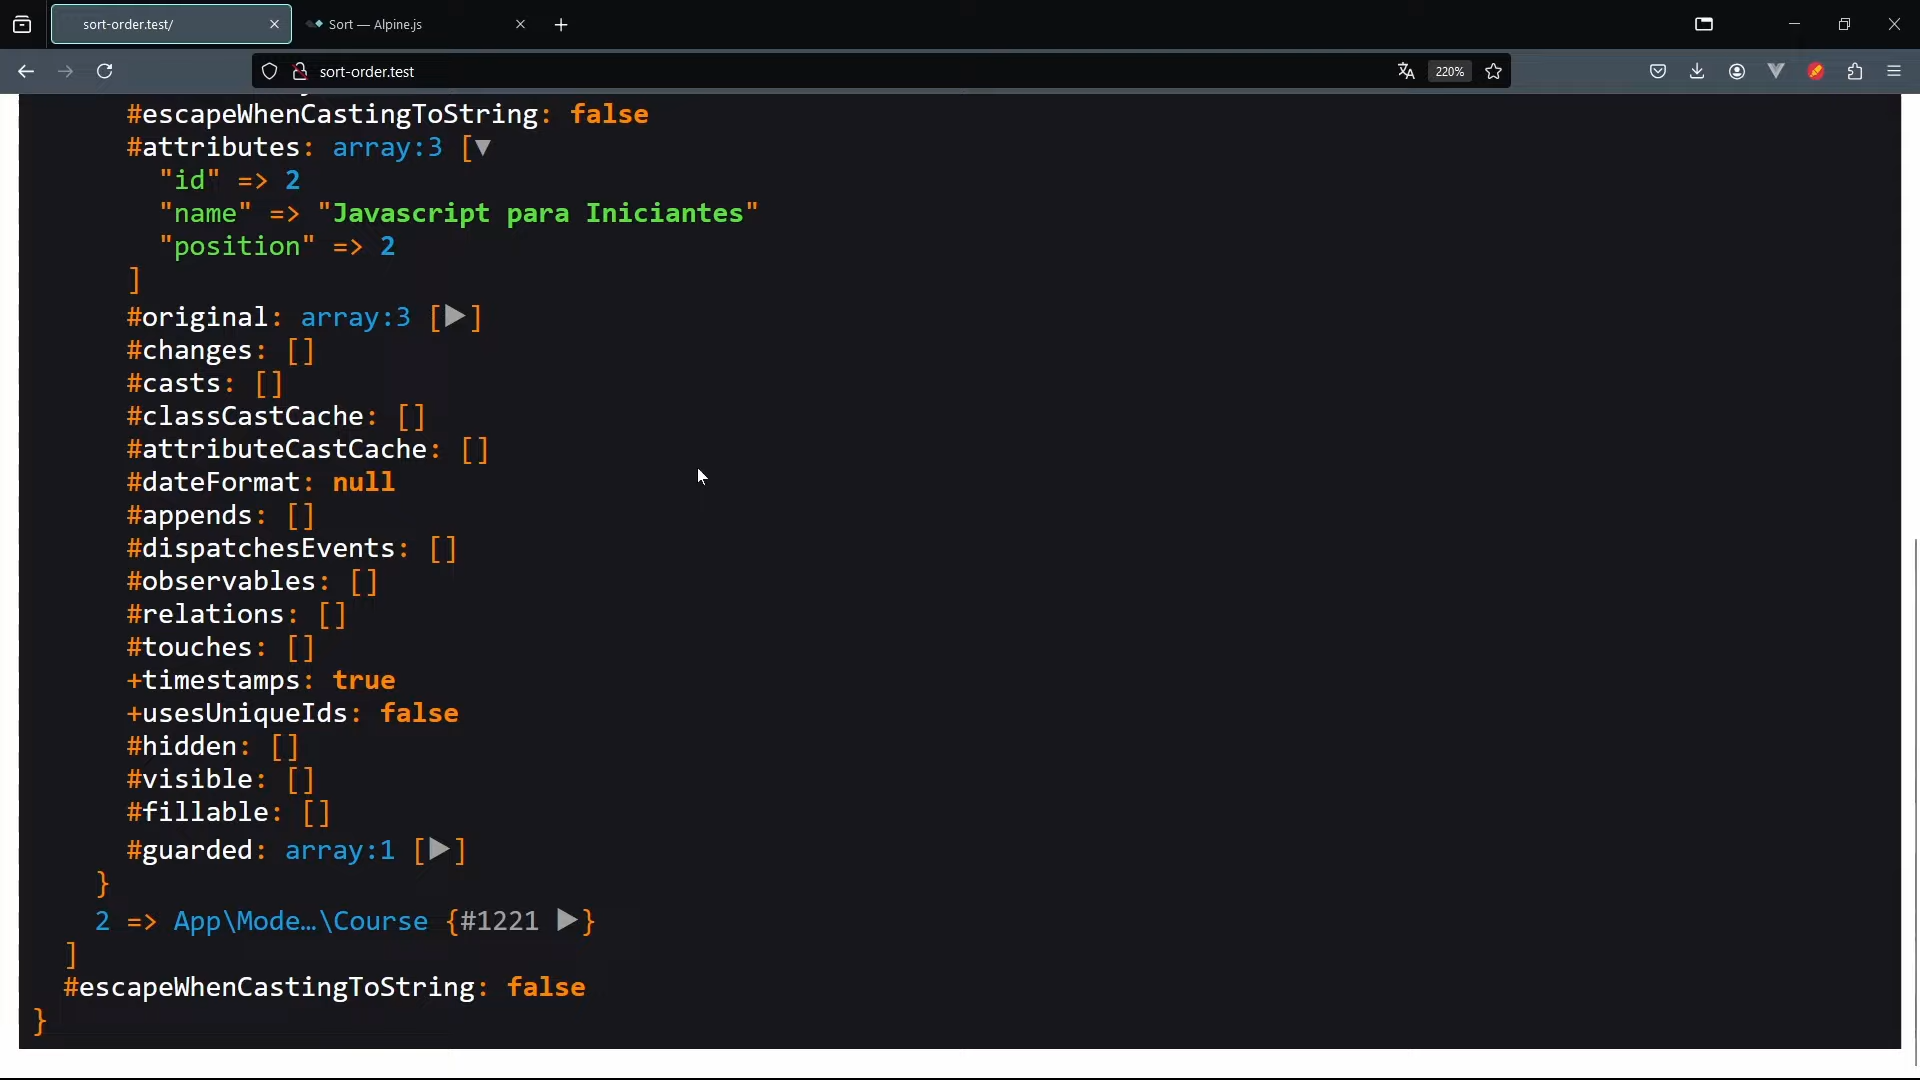 sort-order.test/
Sort — Alpine.js
sort-order.test
220%
#escapeWhenCastingToString: false
#attributes: array:3 [▼
"id" => 2
"name" => "Javascript para Iniciantes"
"position" => 2
]
#original: array:3 [▶]
#changes: []
#casts: []
#classCastCache: []
#attributeCastCache: []
#dateFormat: null
#appends: []
#dispatchesEvents: []
#observables: []
#relations: []
#touches: []
+timestamps: true
+usesUniqueIds: false
#hidden: []
#visible: []
#fillable: []
#guarded: array:1 [▶]
}
2 => App\Mode…\Course {#1221 ▶}
]
#escapeWhenCastingToString: false
}